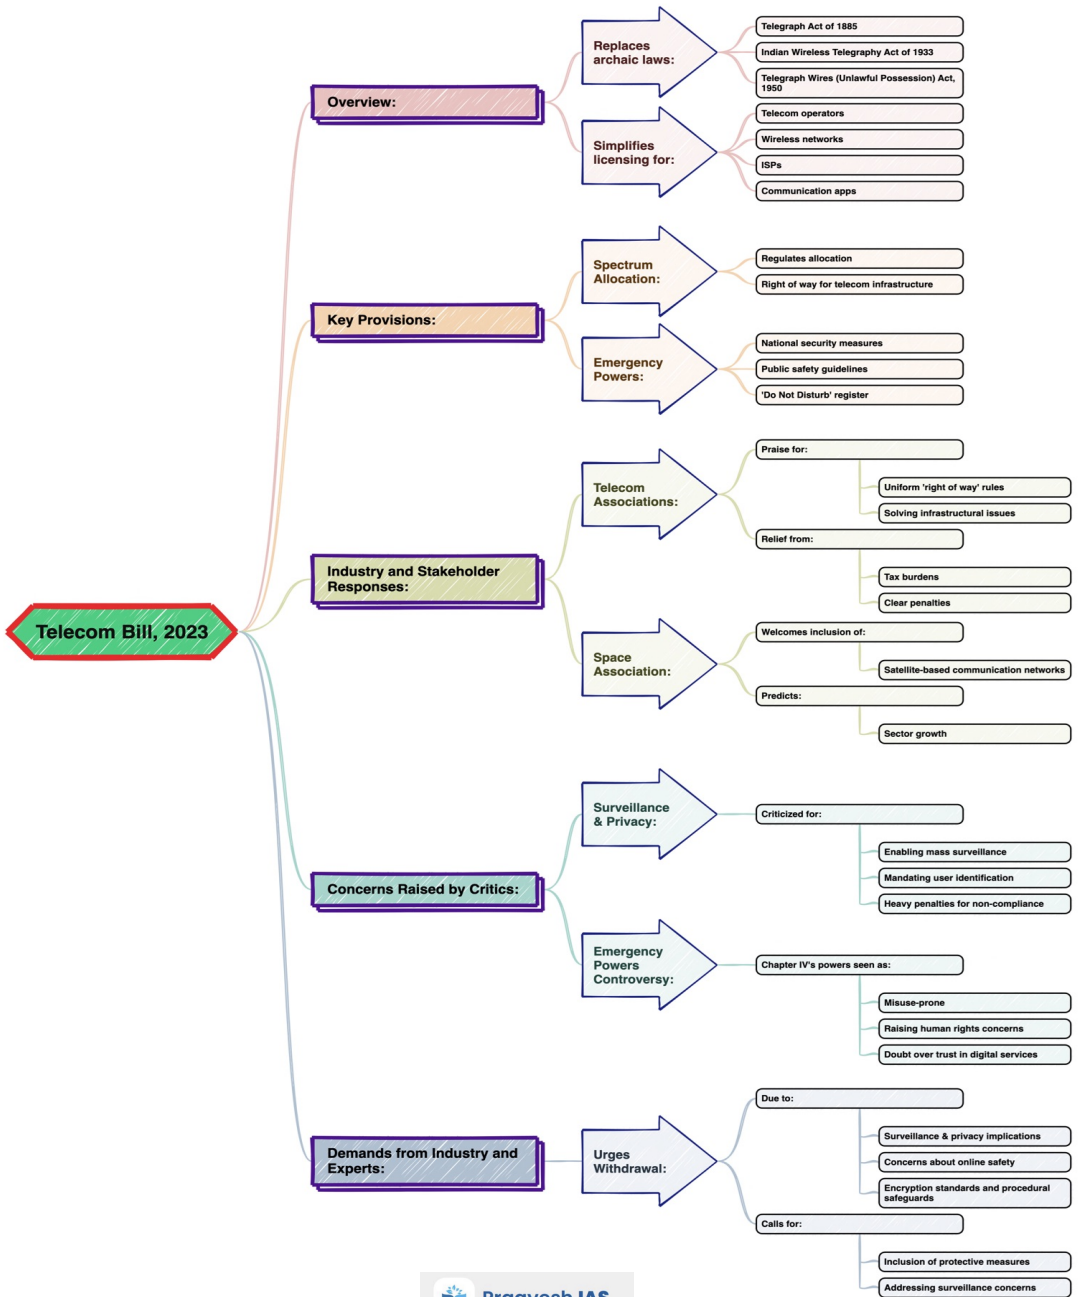 Telecom Bill, 2023
Overview:
Replaces
archaic laws:
Telegraph Act of 1885
Indian Wireless Telegraphy Act of 1933
Telegraph Wires (Unlawful Possession) Act,
1950
Simplifies
licensing for:
Telecom operators
Wireless networks
ISPs
Communication apps
Key Provisions:
Spectrum
Allocation:
Regulates allocation
Right of way for telecom infrastructure
Emergency
Powers:
National security measures
Public safety guidelines
'Do Not Disturb' register
Industry and Stakeholder
Responses:
Telecom
Associations:
Praise for:
Uniform 'right of way' rules
Solving infrastructural issues
Relief from:
Tax burdens
Clear penalties
Space
Association:
Welcomes inclusion of:
Satellite-based communication networks
Predicts:
Sector growth
Concerns Raised by Critics:
Surveillance
& Privacy:
Criticized for:
Enabling mass surveillance
Mandating user identification
Heavy penalties for non-compliance
Emergency
Powers
Controversy:
Chapter IV's powers seen as:
Misuse-prone
Raising human rights concerns
Doubt over trust in digital services
Demands from Industry and
Experts:
Urges
Withdrawal:
Due to:
Surveillance & privacy implications
Concerns about online safety
Encryption standards and procedural
safeguards
Calls for:
Inclusion of protective measures
Addressing surveillance concerns
Pragyesh IAS